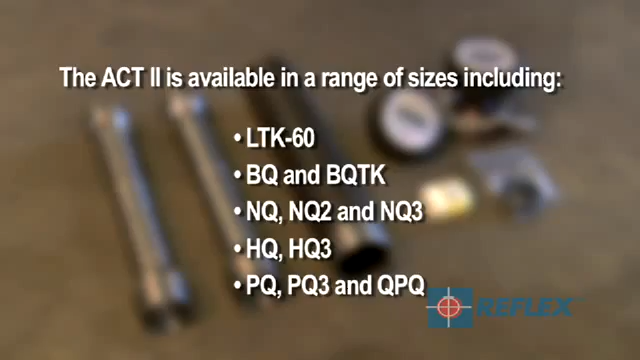 The ACT II is available in a range of sizes including:
• LTK-60
• BQ and BQTK
• NQ, NQ2 and NQ3
• HQ, HQ3
• PQ, PQ3 and QPQ
REFLEX